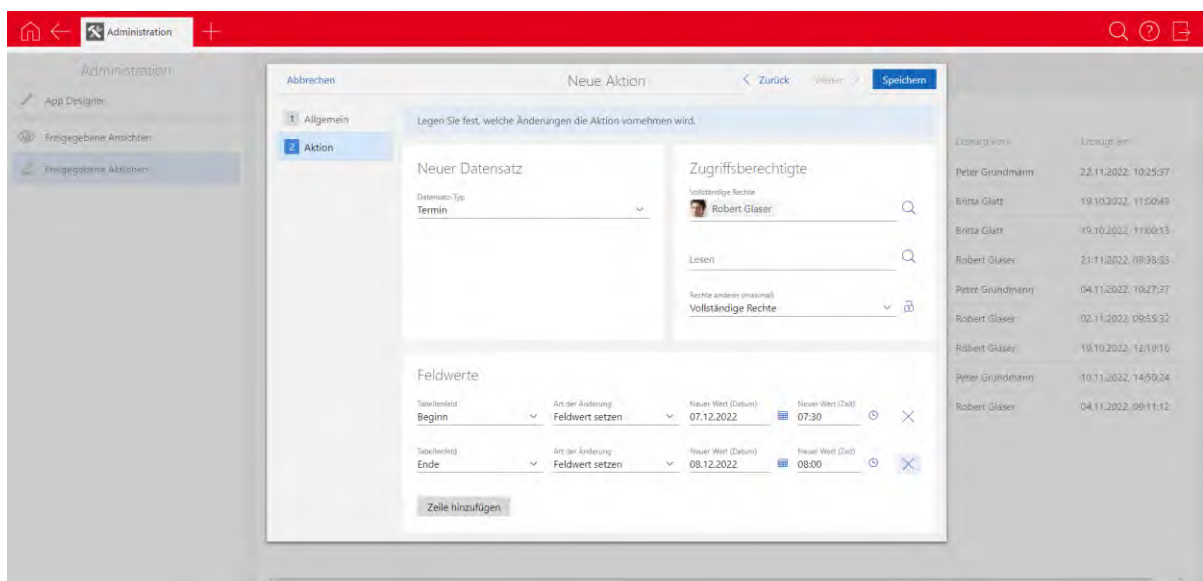 Administration
Administration
App Designer
Freigegebene Ansichten
Freigegebene Aktionen
Abbrechen
Neue Aktion
Zurück
Weiter
Speichern
1 Allgemein
2 Aktion
Legen Sie fest, welche Änderungen die Aktion vornehmen wird.
Neuer Datensatz
Datensatz-Typ
Termin
Zugriffsberechtigte
Vollständige Rechte
Robert Glaser
Lesen
Rechte anderer (maximal)
Vollständige Rechte
Feldwerte
Tabellenfeld Art der Änderung Neuer Wert (Datum) Neuer Wert (Zeit)
Beginn Feldwert setzen 07.12.2022 07:30
Tabellenfeld Art der Änderung Neuer Wert (Datum) Neuer Wert (Zeit)
Ende Feldwert setzen 08.12.2022 08:00
Zeile hinzufügen
Erzeugt von Erzeugt am
Peter Grundmann 22.11.2022, 10:25:37
Britta Glatt 19.10.2022, 11:00:49
Britta Glatt 19.10.2022, 11:00:13
Robert Glaser 21.11.2022,
Peter Grundmann 04.11.2022, 10:27:37
Robert Glaser 02.11.2022, 09:55:32
Robert Glaser 19.10.2022, 12:19:16
Peter Grundmann 10.11.2022, 14:50:24
Robert Glaser 04.11.2022, 09:11:12